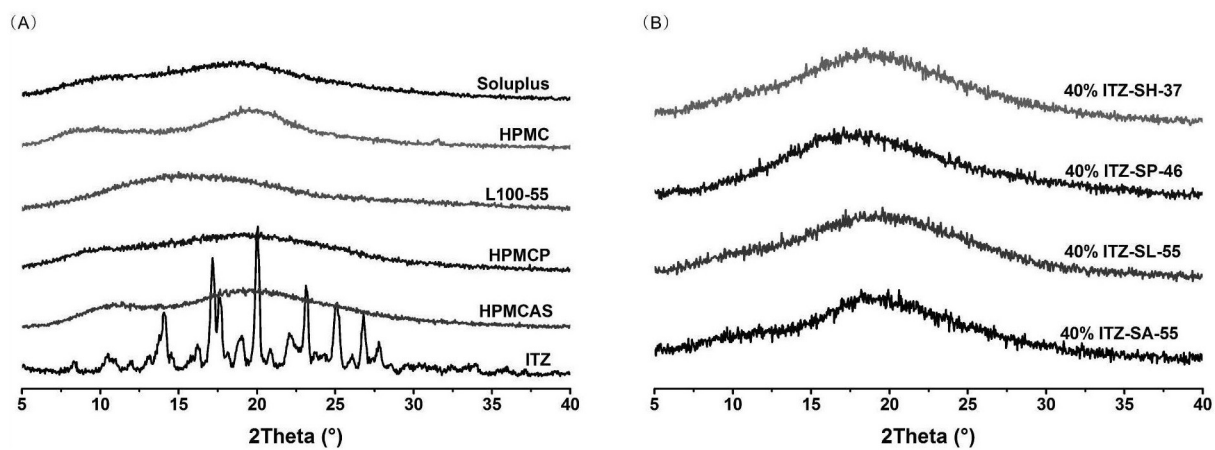 （A）
Soluplus
HPMC
L100-55
HPMCP
HPMCAS
ITZ
5 10 15 20 25 30 35 40
2Theta (°)
（B）
40% ITZ-SH-37
40% ITZ-SP-46
40% ITZ-SL-55
40% ITZ-SA-55
5 10 15 20 25 30 35 40
2Theta (°)